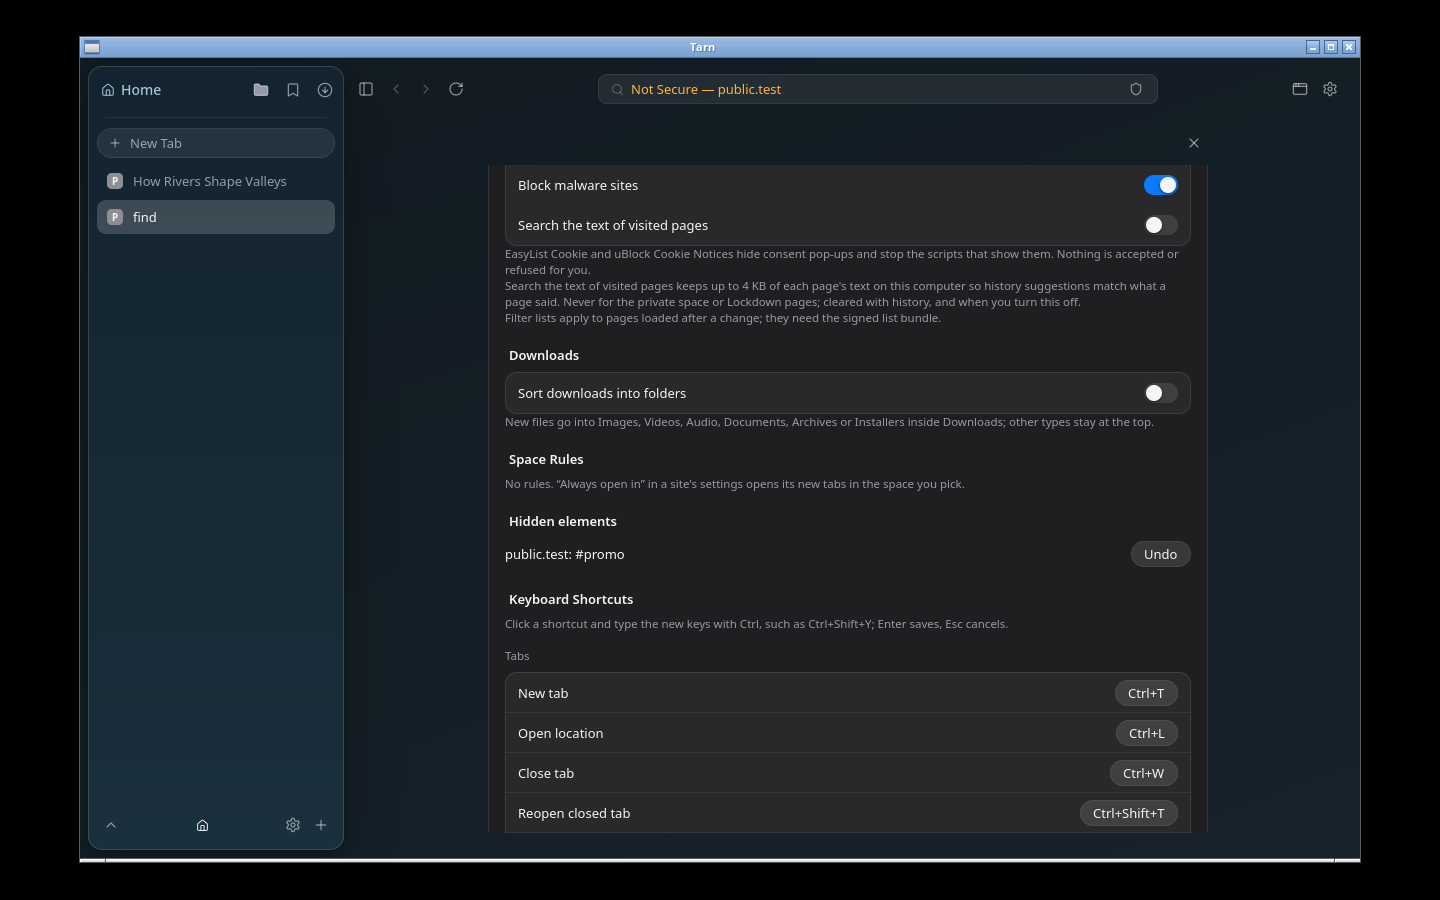 Tarn
Home
Not Secure — public.test
New Tab
P How Rivers Shape Valleys
P find
Block malware sites
Search the text of visited pages
EasyList Cookie and uBlock Cookie Notices hide consent pop-ups and stop the scripts that show them. Nothing is accepted or
refused for you.
Search the text of visited pages keeps up to 4 KB of each page's text on this computer so history suggestions match what a
page said. Never for the private space or Lockdown pages; cleared with history, and when you turn this off.
Filter lists apply to pages loaded after a change; they need the signed list bundle.
Downloads
Sort downloads into folders
New files go into Images, Videos, Audio, Documents, Archives or Installers inside Downloads; other types stay at the top.
Space Rules
No rules. “Always open in” in a site's settings opens its new tabs in the space you pick.
Hidden elements
public.test: #promo Undo
Keyboard Shortcuts
Click a shortcut and type the new keys with Ctrl, such as Ctrl+Shift+Y; Enter saves, Esc cancels.
Tabs
New tab Ctrl+T
Open location Ctrl+L
Close tab Ctrl+W
Reopen closed tab Ctrl+Shift+T